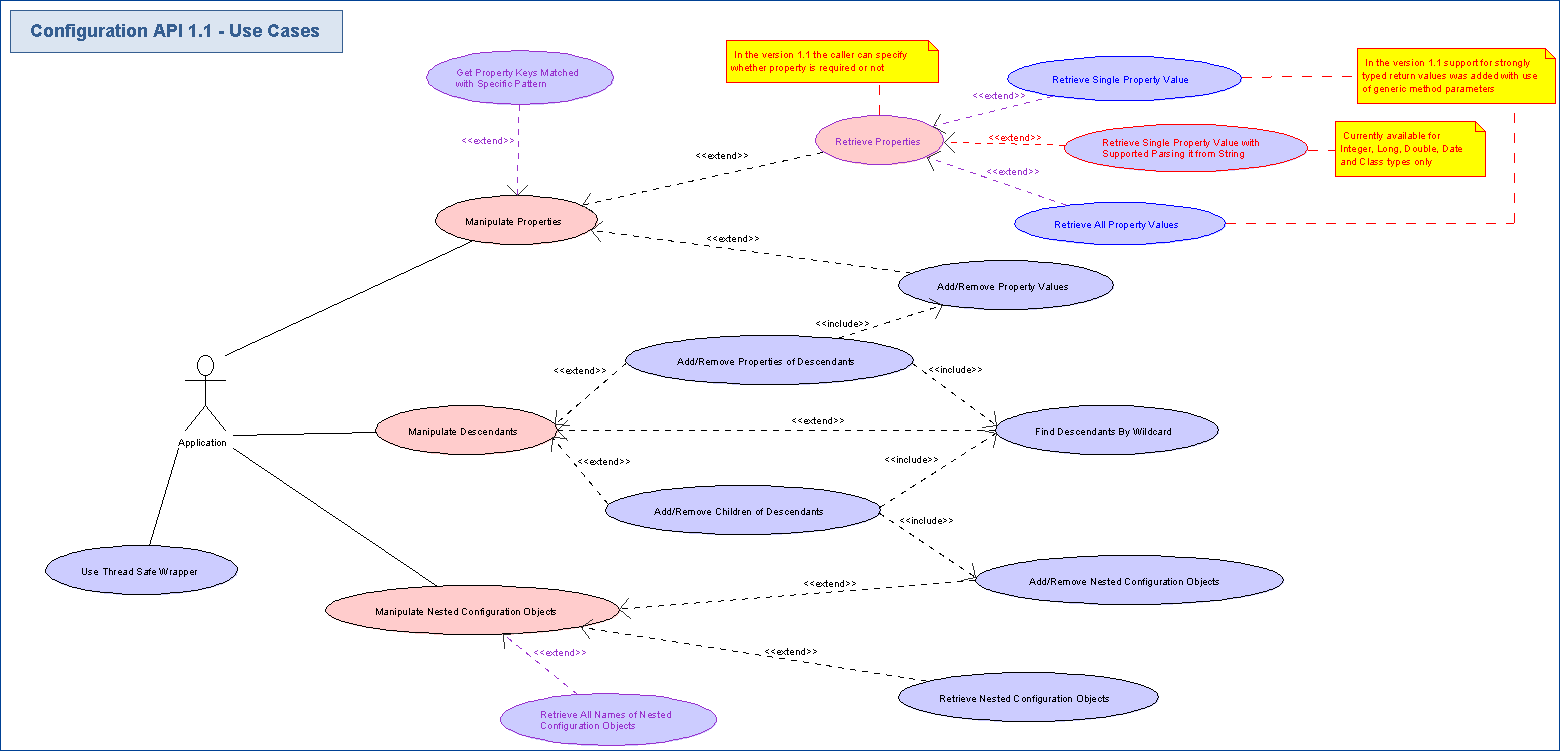 Configuration API 1.1 - Use Cases
Get Property Keys Matched
with Specific Pattern
<<extend>>
In the version 1.1 the caller can specify
whether property is required or not
Retrieve Single Property Value
In the version 1.1 support for strongly
typed return values was added with use
of generic method parameters
<<extend>>
Retrieve Properties
<<extend>>
Retrieve Single Property Value with
Supported Parsing it from String
Currently available for
Integer, Long, Double, Date
and Class types only
<<extend>>
<<extend>>
Retrieve All Property Values
Manipulate Properties
<<extend>>
Add/Remove Property Values
<<include>>
Add/Remove Properties of Descendants
<<extend>>
<<include>>
Application
Manipulate Descendants
<<extend>>
Find Descendants By Wildcard
<<extend>>
<<include>>
Add/Remove Children of Descendants
<<include>>
Use Thread Safe Wrapper
Add/Remove Nested Configuration Objects
<<extend>>
Manipulate Nested Configuration Objects
<<extend>>
<<extend>>
Retrieve Nested Configuration Objects
Retrieve All Names of Nested
Configuration Objects